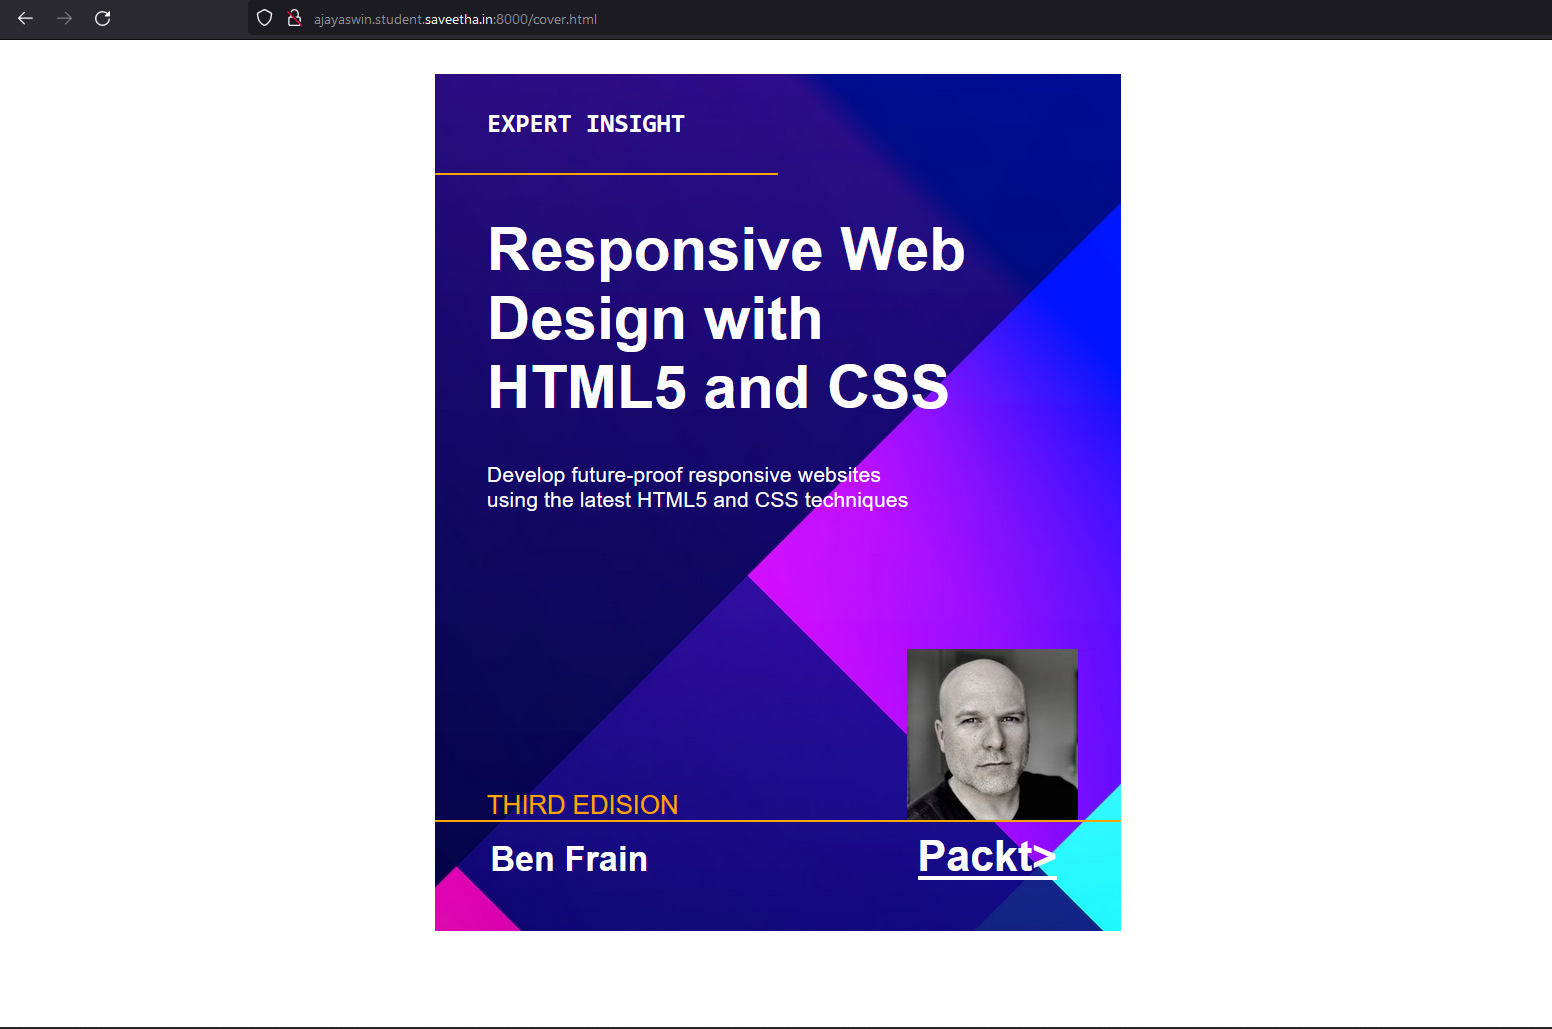 ajayaswin.student.saveetha.in:8000/cover.html
EXPERT INSIGHT
Responsive Web
Design with
HTML5 and CSS
Develop future-proof responsive websites
using the latest HTML5 and CSS techniques
THIRD EDISION
Ben Frain
Packt>